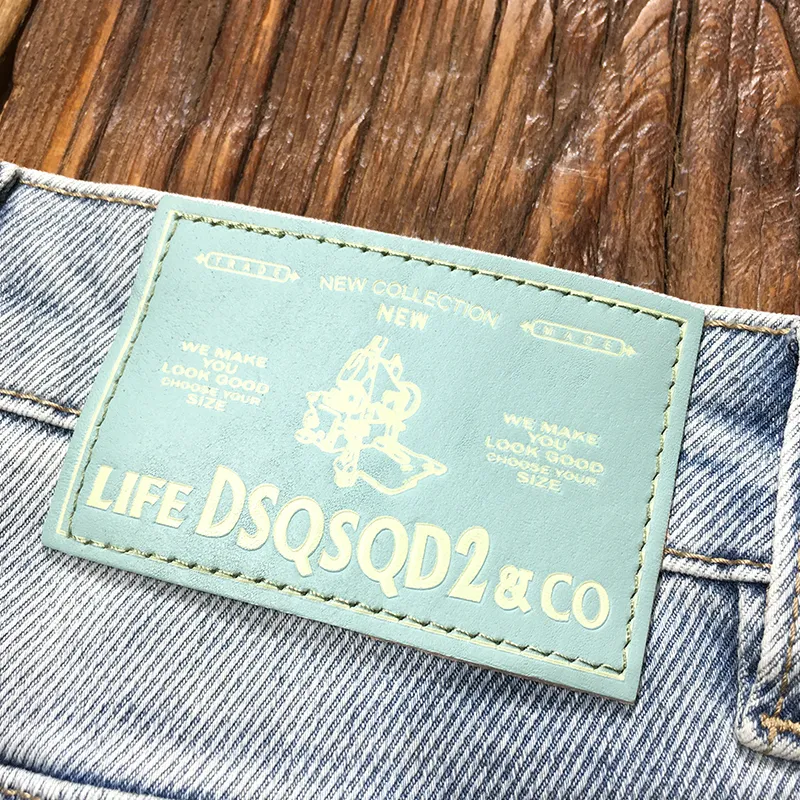 TRADE
NEW COLLECTION
NEW
MADE
WE MAKE
YOU
LOOK GOOD
CHOOSE YOUR
SIZE
WE MAKE
YOU
LOOK GOOD
CHOOSE YOUR
SIZE
LIFE DSQSQD2 & CO